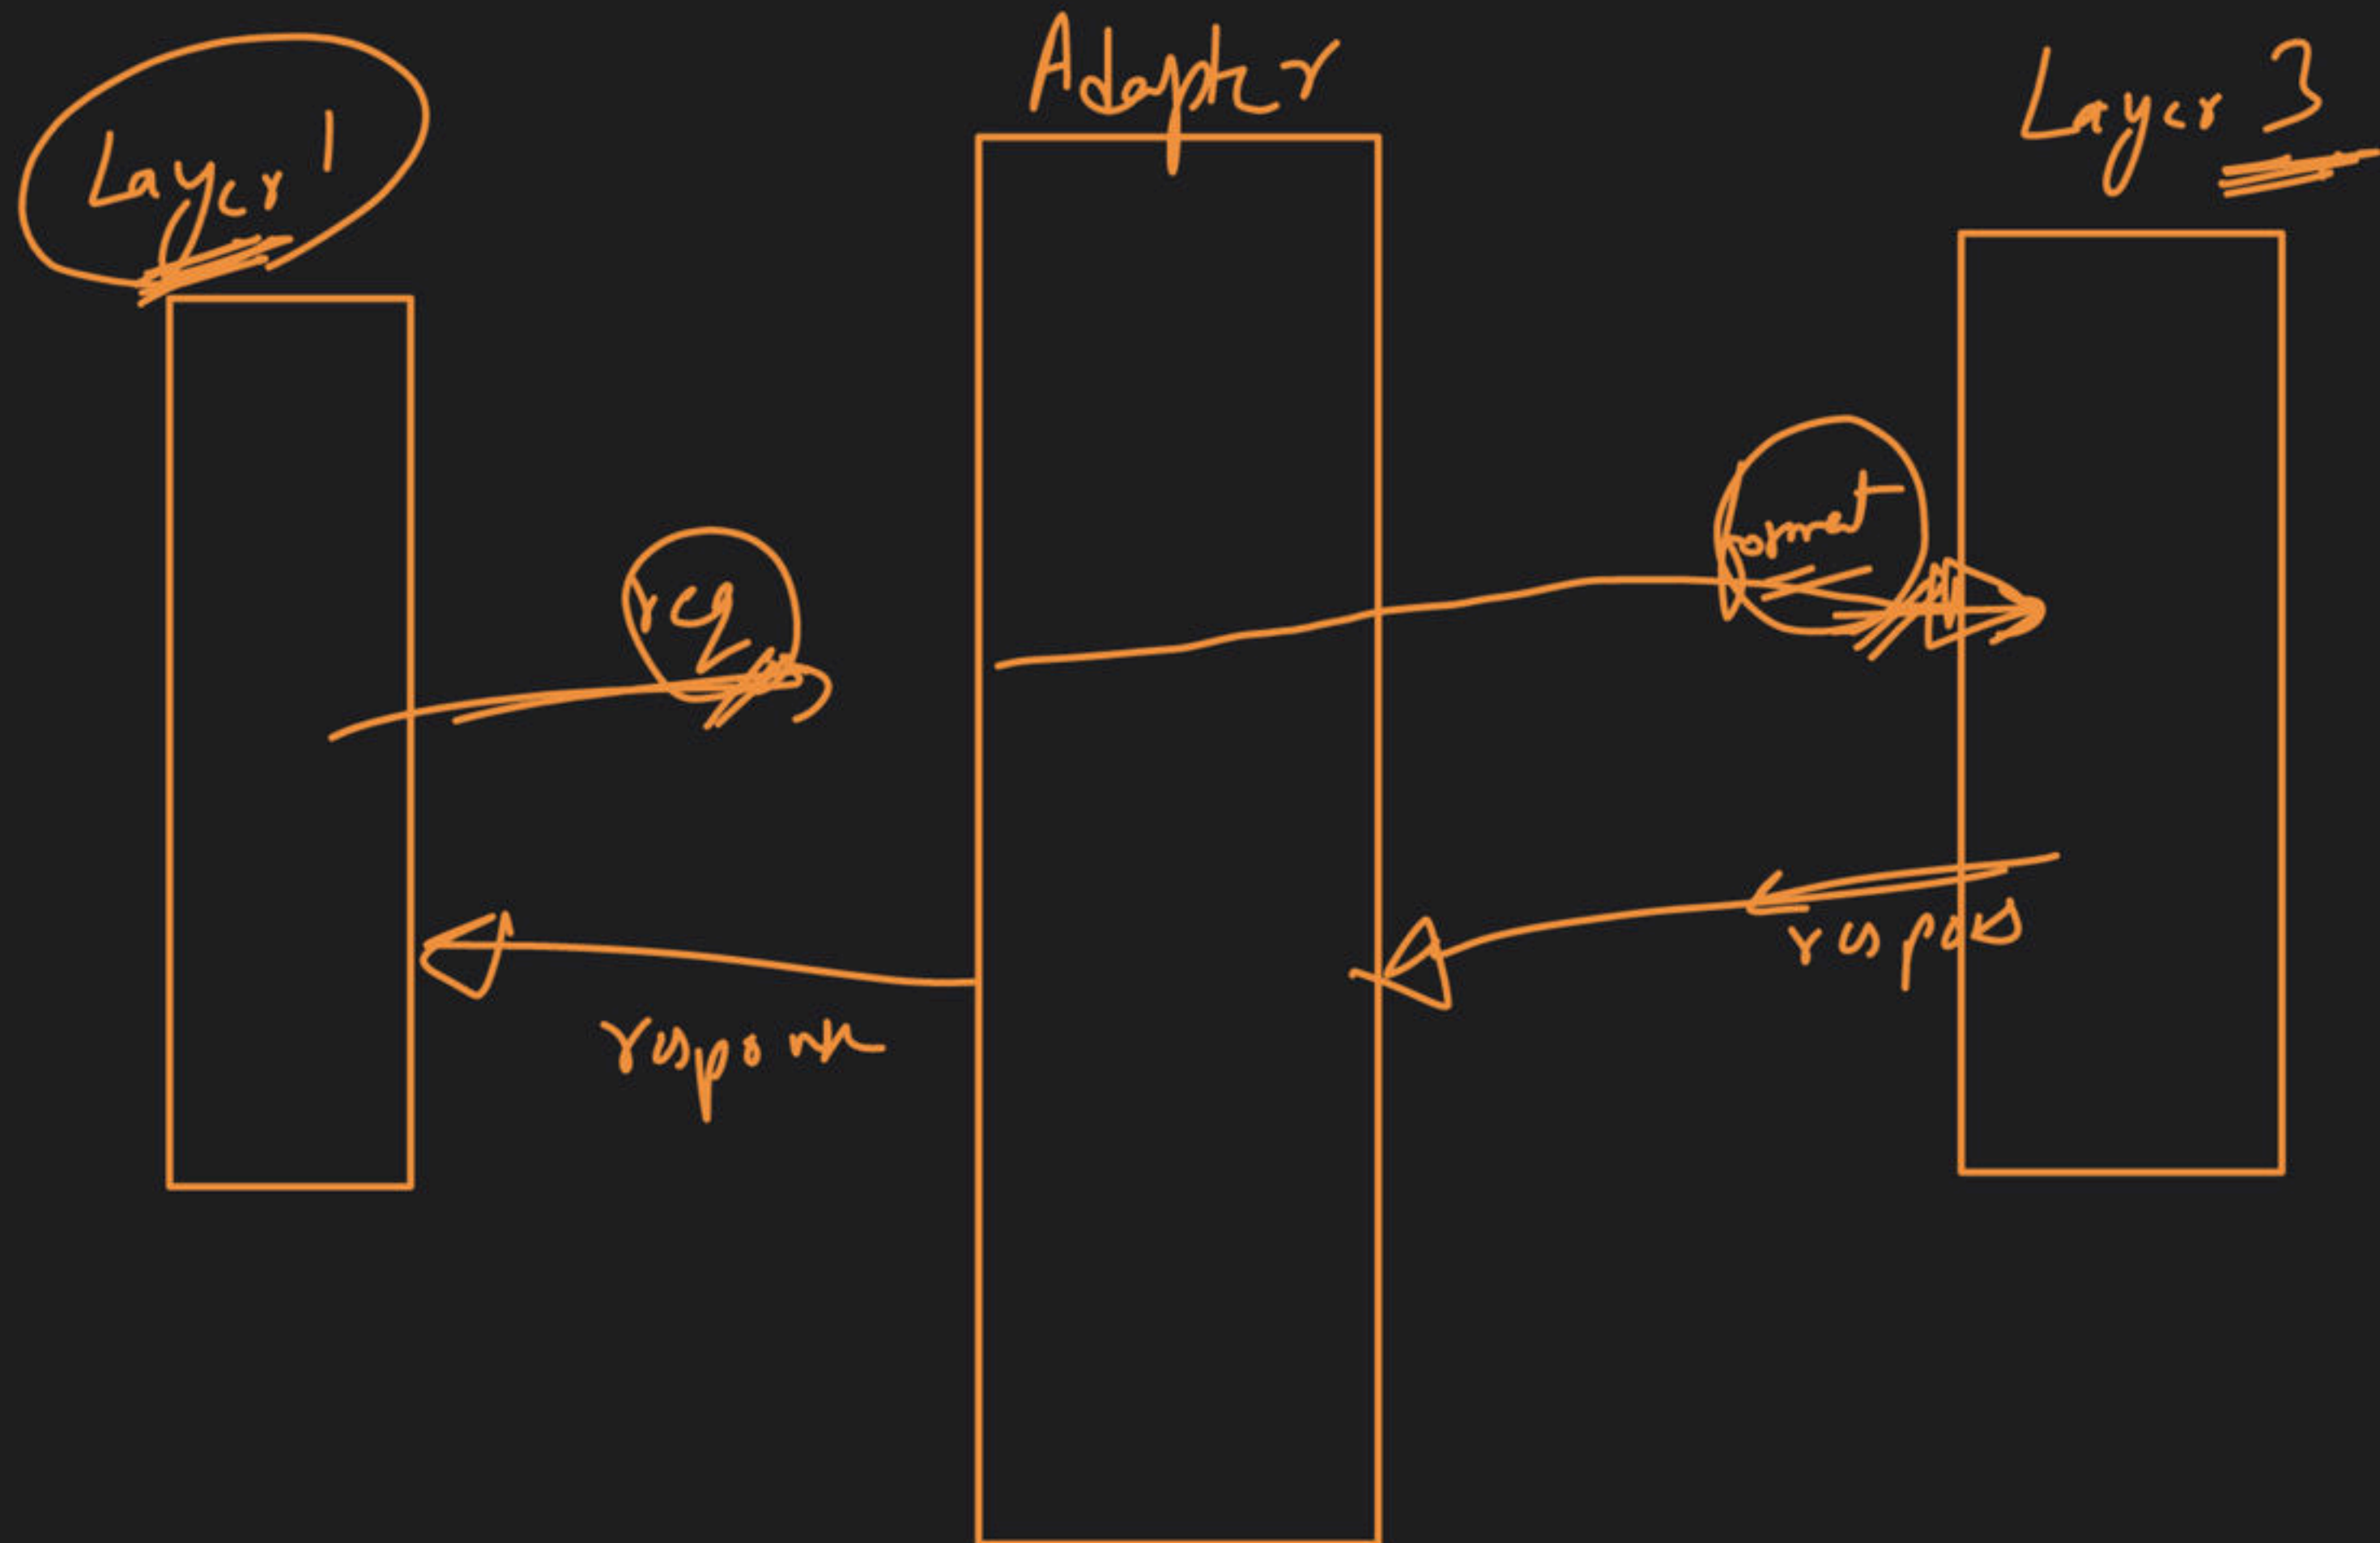 Adapter
Layer 3
Layer 1
format
req
respons
response